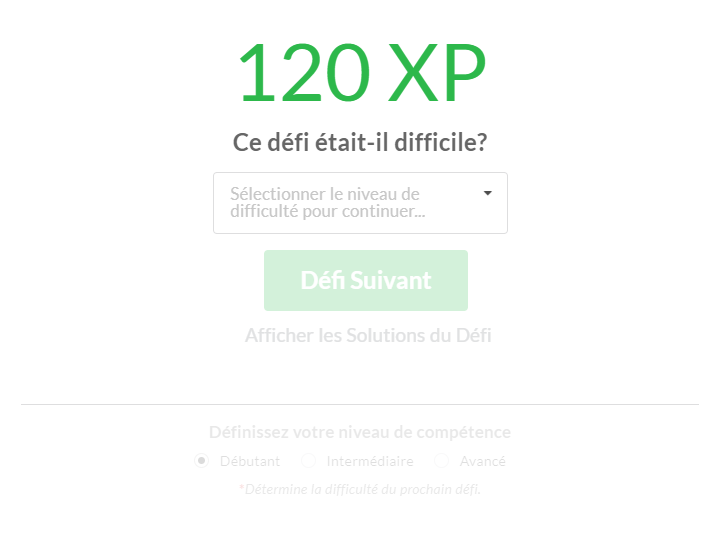 120 XP
Ce défi était-il difficile?
Sélectionner le niveau de
difficulté pour continuer...
Défi Suivant
Afficher les Solutions du Défi
Définissez votre niveau de compétence
Débutant Intermédiaire Avancé
*Détermine la difficulté du prochain défi.